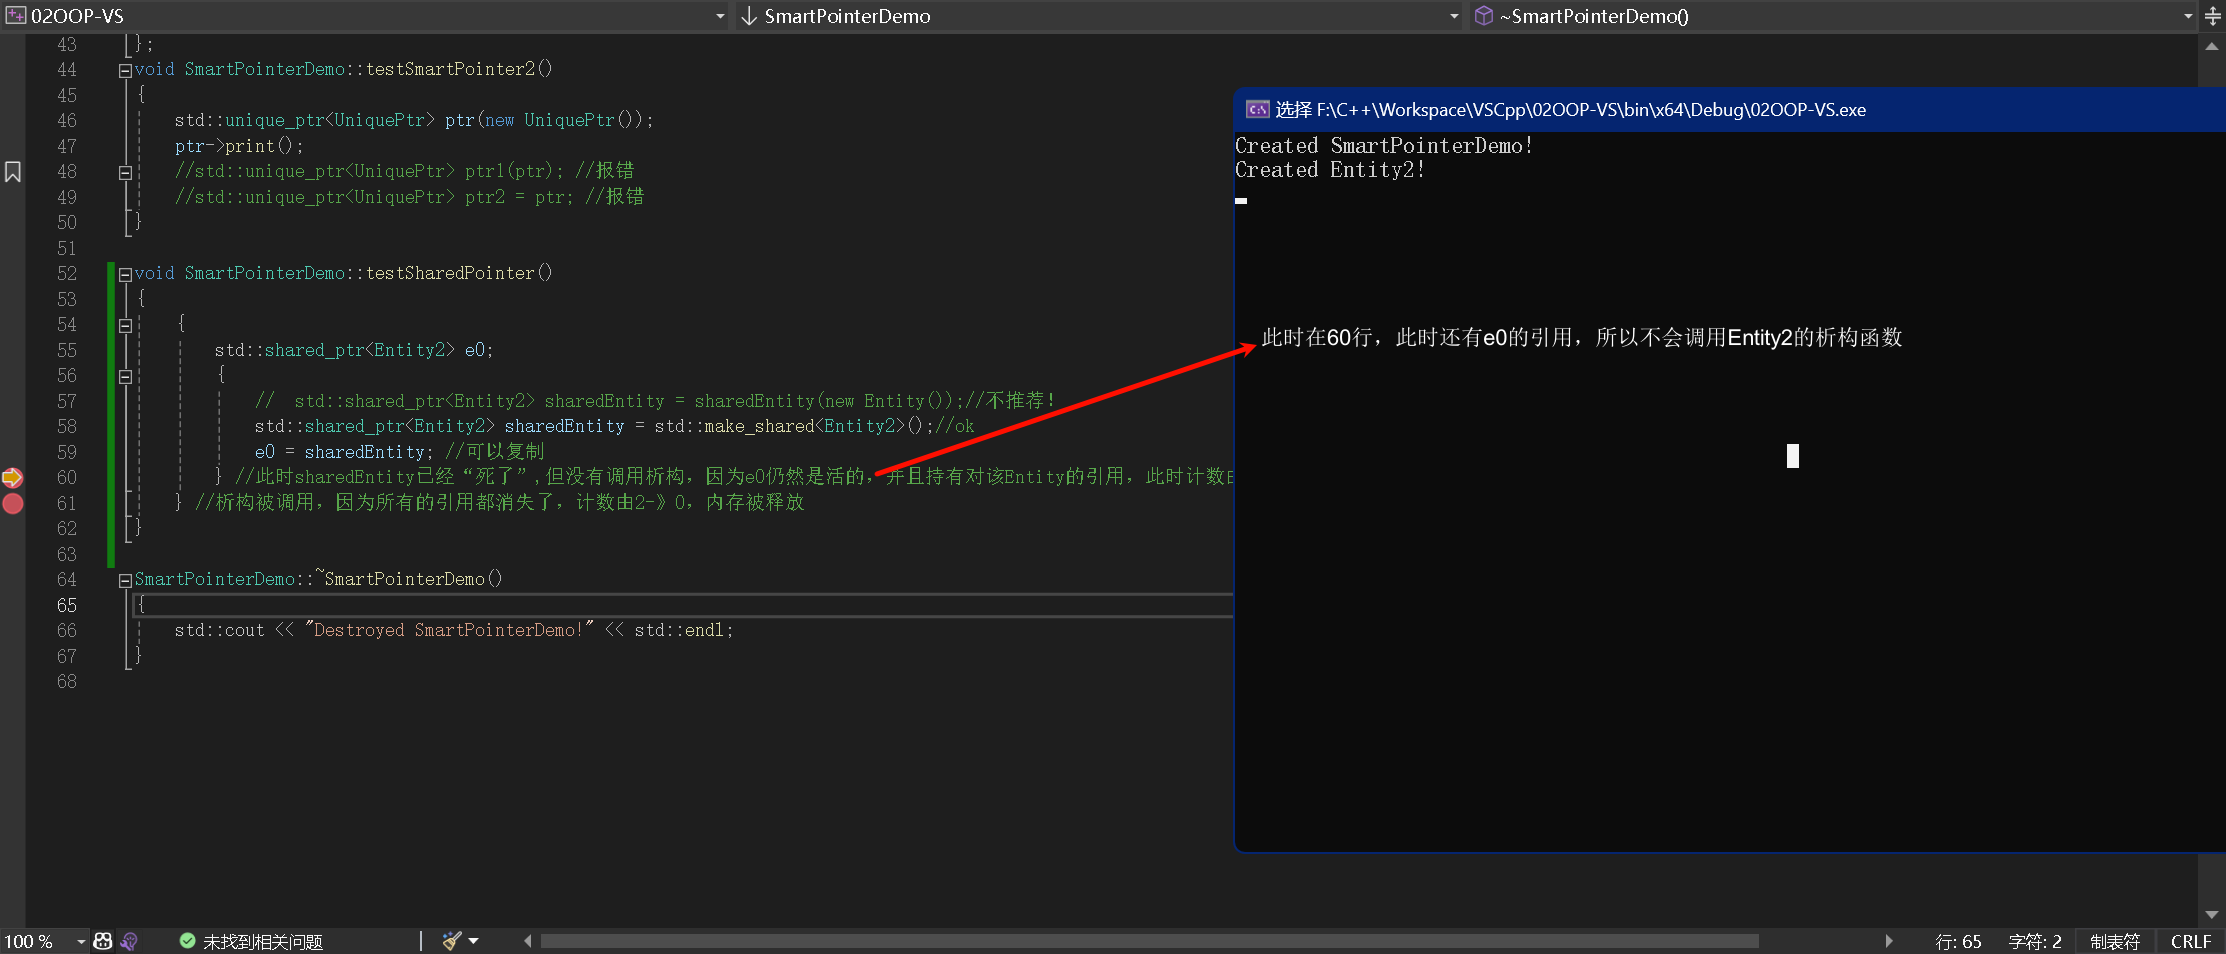 02OOP-VS
SmartPointerDemo
~SmartPointerDemo()
43 };
44 void SmartPointerDemo::testSmartPointer2()
45 {
46 std::unique_ptr<UniquePtr> ptr(new UniquePtr());
47 ptr->print();
48 //std::unique_ptr<UniquePtr> ptr1(ptr); //报错
49 //std::unique_ptr<UniquePtr> ptr2 = ptr; //报错
50 }
51
52 void SmartPointerDemo::testSharedPointer()
53 {
54 {
55 std::shared_ptr<Entity2> e0;
56 {
57 // std::shared_ptr<Entity2> sharedEntity = sharedEntity(new Entity());//不推荐!
58 std::shared_ptr<Entity2> sharedEntity = std::make_shared<Entity2>();//ok
59 e0 = sharedEntity; //可以复制
60 } //此时sharedEntity已经“死了”,但没有调用析构，因为e0仍然是活的，并且持有对该Entity的引用，此时计数由
61 } //析构被调用，因为所有的引用都消失了，计数由2-》0，内存被释放
62 }
63
64 SmartPointerDemo::~SmartPointerDemo()
65 {
66 std::cout << "Destroyed SmartPointerDemo!" << std::endl;
67 }
68
选择 F:\C++\Workspace\VSCpp\02OOP-VS\bin\x64\Debug\02OOP-VS.exe
Created SmartPointerDemo!
Created Entity2!
此时在60行，此时还有e0的引用，所以不会调用Entity2的析构函数
100 %
未找到相关问题
行: 65
字符: 2
制表符
CRLF